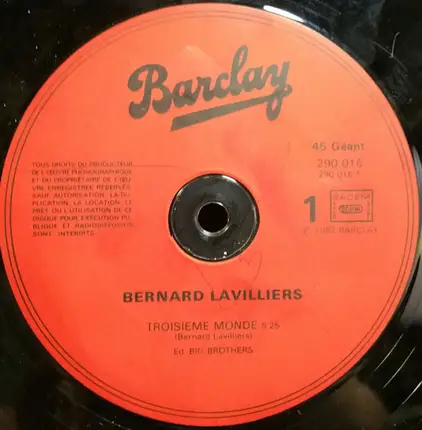 Barclay
45 Géant
290 016
290 016 1
TOUS DROITS DU PRODUCTEUR
DE L'ŒUVRE PHONOGRAPHIQUE
ET DU PROPRIÉTAIRE DE L'ŒU
VRE ENREGISTRÉE RÉSERVÉS.
SAUF AUTORISATION, LA DU-
PLICATION, LA LOCATION, LE
PRÊT OU L'UTILISATION DE CE
DISQUE POUR EXÉCUTION PU-
BLIQUE ET RADIODIFFUSION
SONT INTERDITS.
1
SACEM
1982 BARCLAY
BERNARD LAVILLIERS
TROISIEME MONDE 5'25
(Bernard Lavilliers)
Ed. BIG BROTHERS